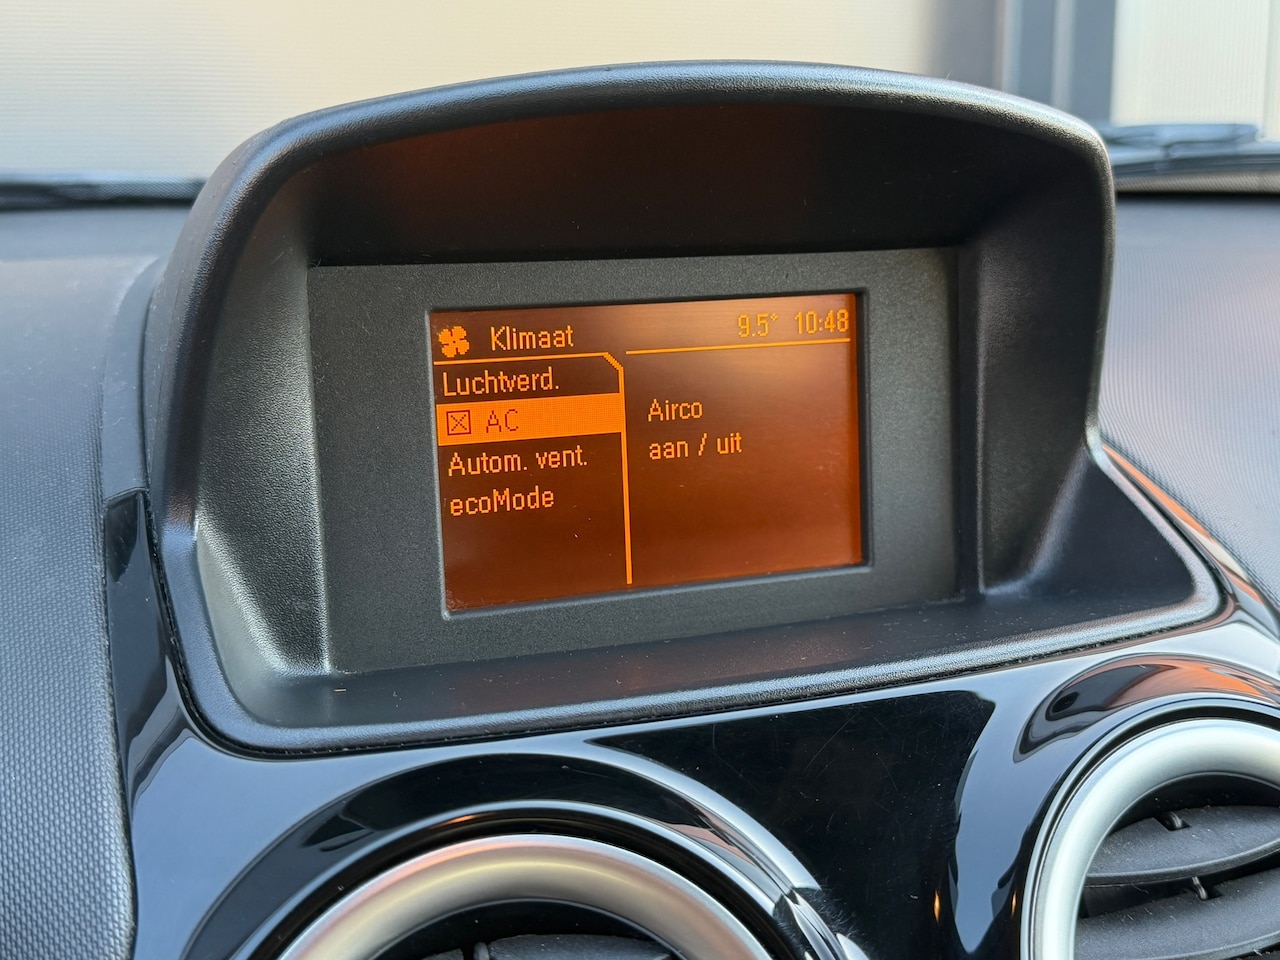 Klimaat 9.5° 10:48
Luchtverd.
AC
Autom. vent.
ecoMode
Airco
aan / uit